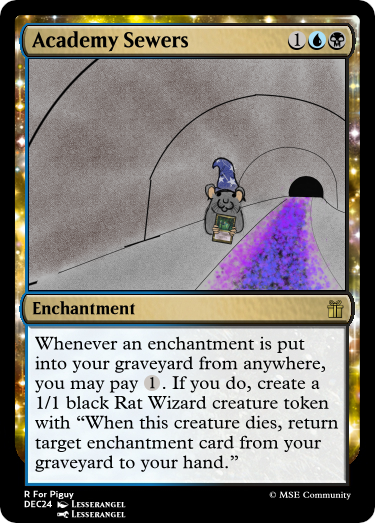 Academy Sewers 1
Enchantment
Whenever an enchantment is put
into your graveyard from anywhere,
you may pay 1. If you do, create a
1/1 black Rat Wizard creature token
with “When this creature dies, return
target enchantment card from your
graveyard to your hand.”
R For Piguy
DEC24 Lesserangel
Lesserangel
© MSE Community